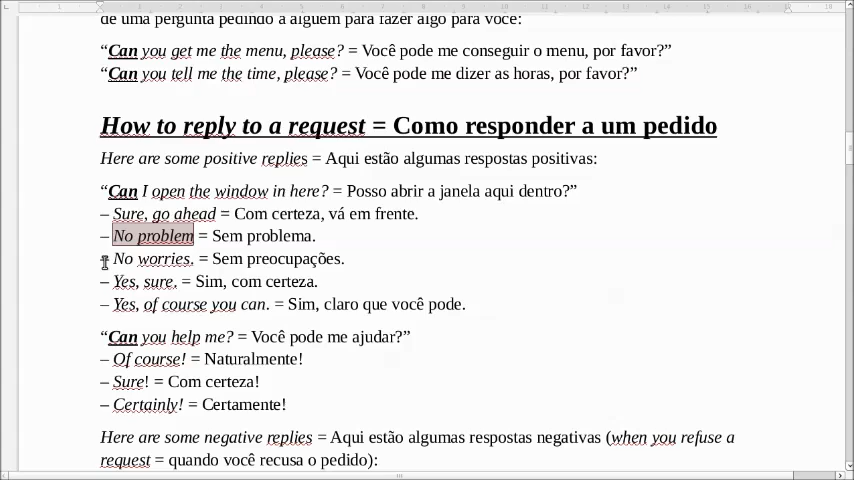 de uma pergunta pedindo a alguém para fazer algo para você:
“Can you get me the menu, please? = Você pode me conseguir o menu, por favor?”
“Can you tell me the time, please? = Você pode me dizer as horas, por favor?”
How to reply to a request = Como responder a um pedido
Here are some positive replies = Aqui estão algumas respostas positivas:
“Can I open the window in here? = Posso abrir a janela aqui dentro?”
– Sure, go ahead = Com certeza, vá em frente.
– No problem = Sem problema.
– No worries. = Sem preocupações.
– Yes, sure. = Sim, com certeza.
– Yes, of course you can. = Sim, claro que você pode.
“Can you help me? = Você pode me ajudar?”
– Of course! = Naturalmente!
– Sure! = Com certeza!
– Certainly! = Certamente!
Here are some negative replies = Aqui estão algumas respostas negativas (when you refuse a
request = quando você recusa o pedido):